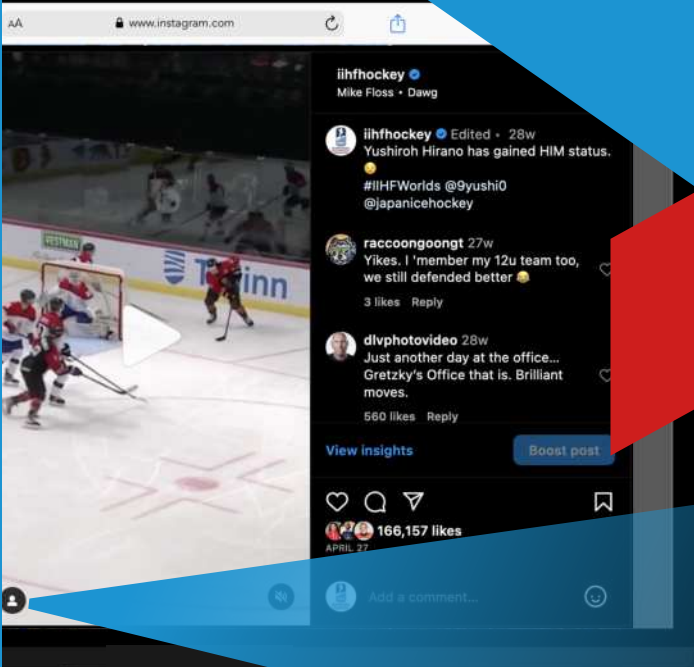 AA
www.instagram.com
iihfhockey
Mike Floss • Dawg
iihfhockey Edited • 28w
Yushiroh Hirano has gained HIM status.
#IIHFWorlds @9yushi0
@japanicehockey
raccoongoongt 27w
Yikes. I 'member my 12u team too,
we still defended better 😂
3 likes Reply
dlvphotovideo 28w
Just another day at the office...
Gretzky's Office that is. Brilliant
moves.
560 likes Reply
View insights
Boost post
166,157 likes
APRIL 27
Add a comment...
VESTMAN